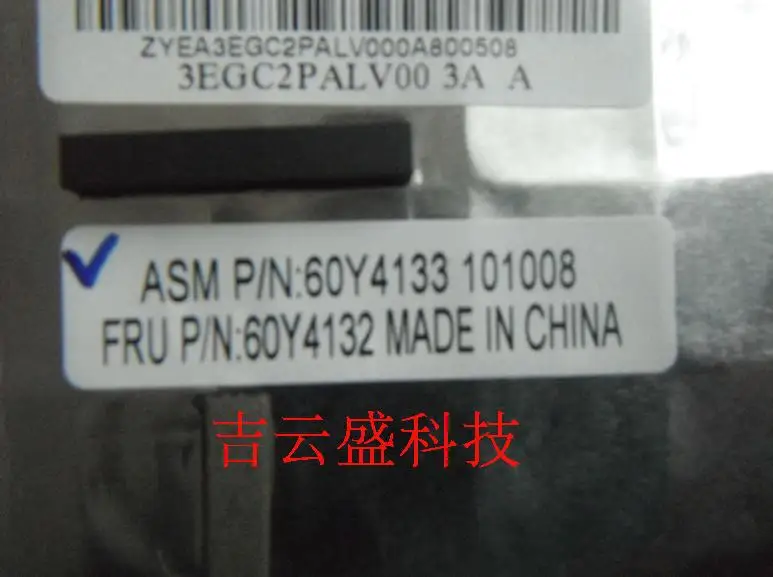 ZYEA3EGC2PALV000A800508
3EGC2PALV00 3A A
ASM P/N:60Y4133 101008
FRU P/N:60Y4132 MADE IN CHINA
吉云盛科技